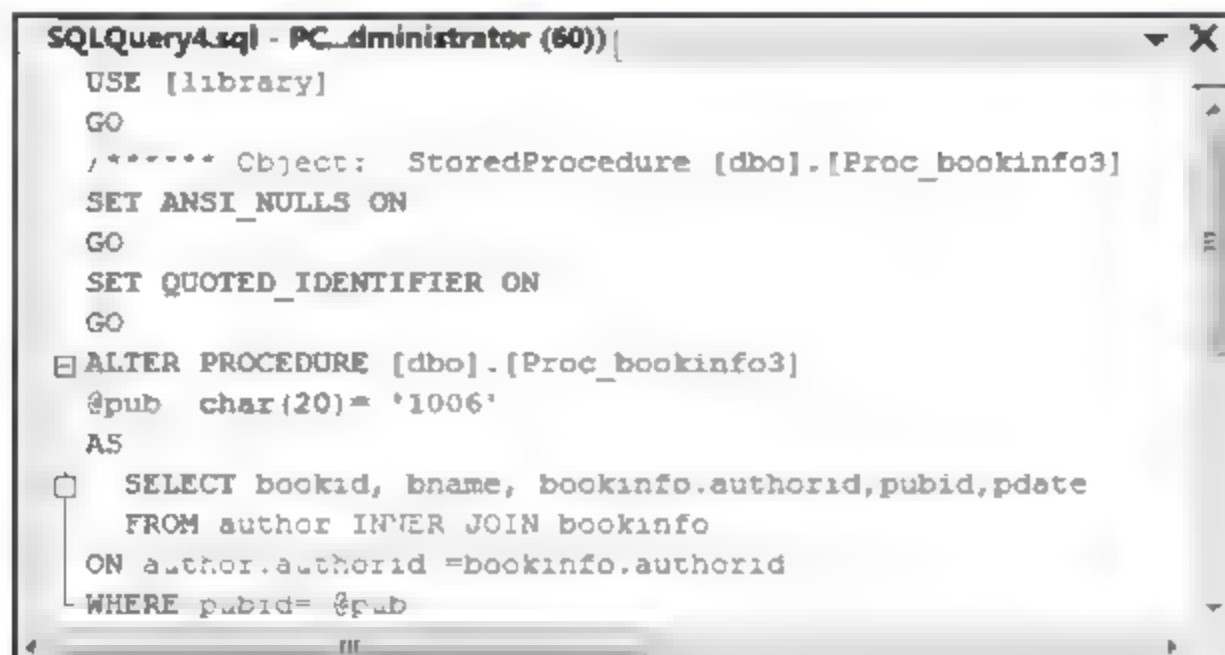 SQLQuery4.sql - PC...dministrator (60))
USE [library]
GO
/****** Object: StoredProcedure [dbo].[Proc_bookinfo3]
SET ANSI_NULLS ON
GO
SET QUOTED_IDENTIFIER ON
GO
ALTER PROCEDURE [dbo].[Proc_bookinfo3]
@pub char(20)= '1006'
AS
SELECT bookid, bname, bookinfo.authorid,pubid,pdate
FROM author INNER JOIN bookinfo
ON author.authorid =bookinfo.authorid
WHERE pubid= @pub